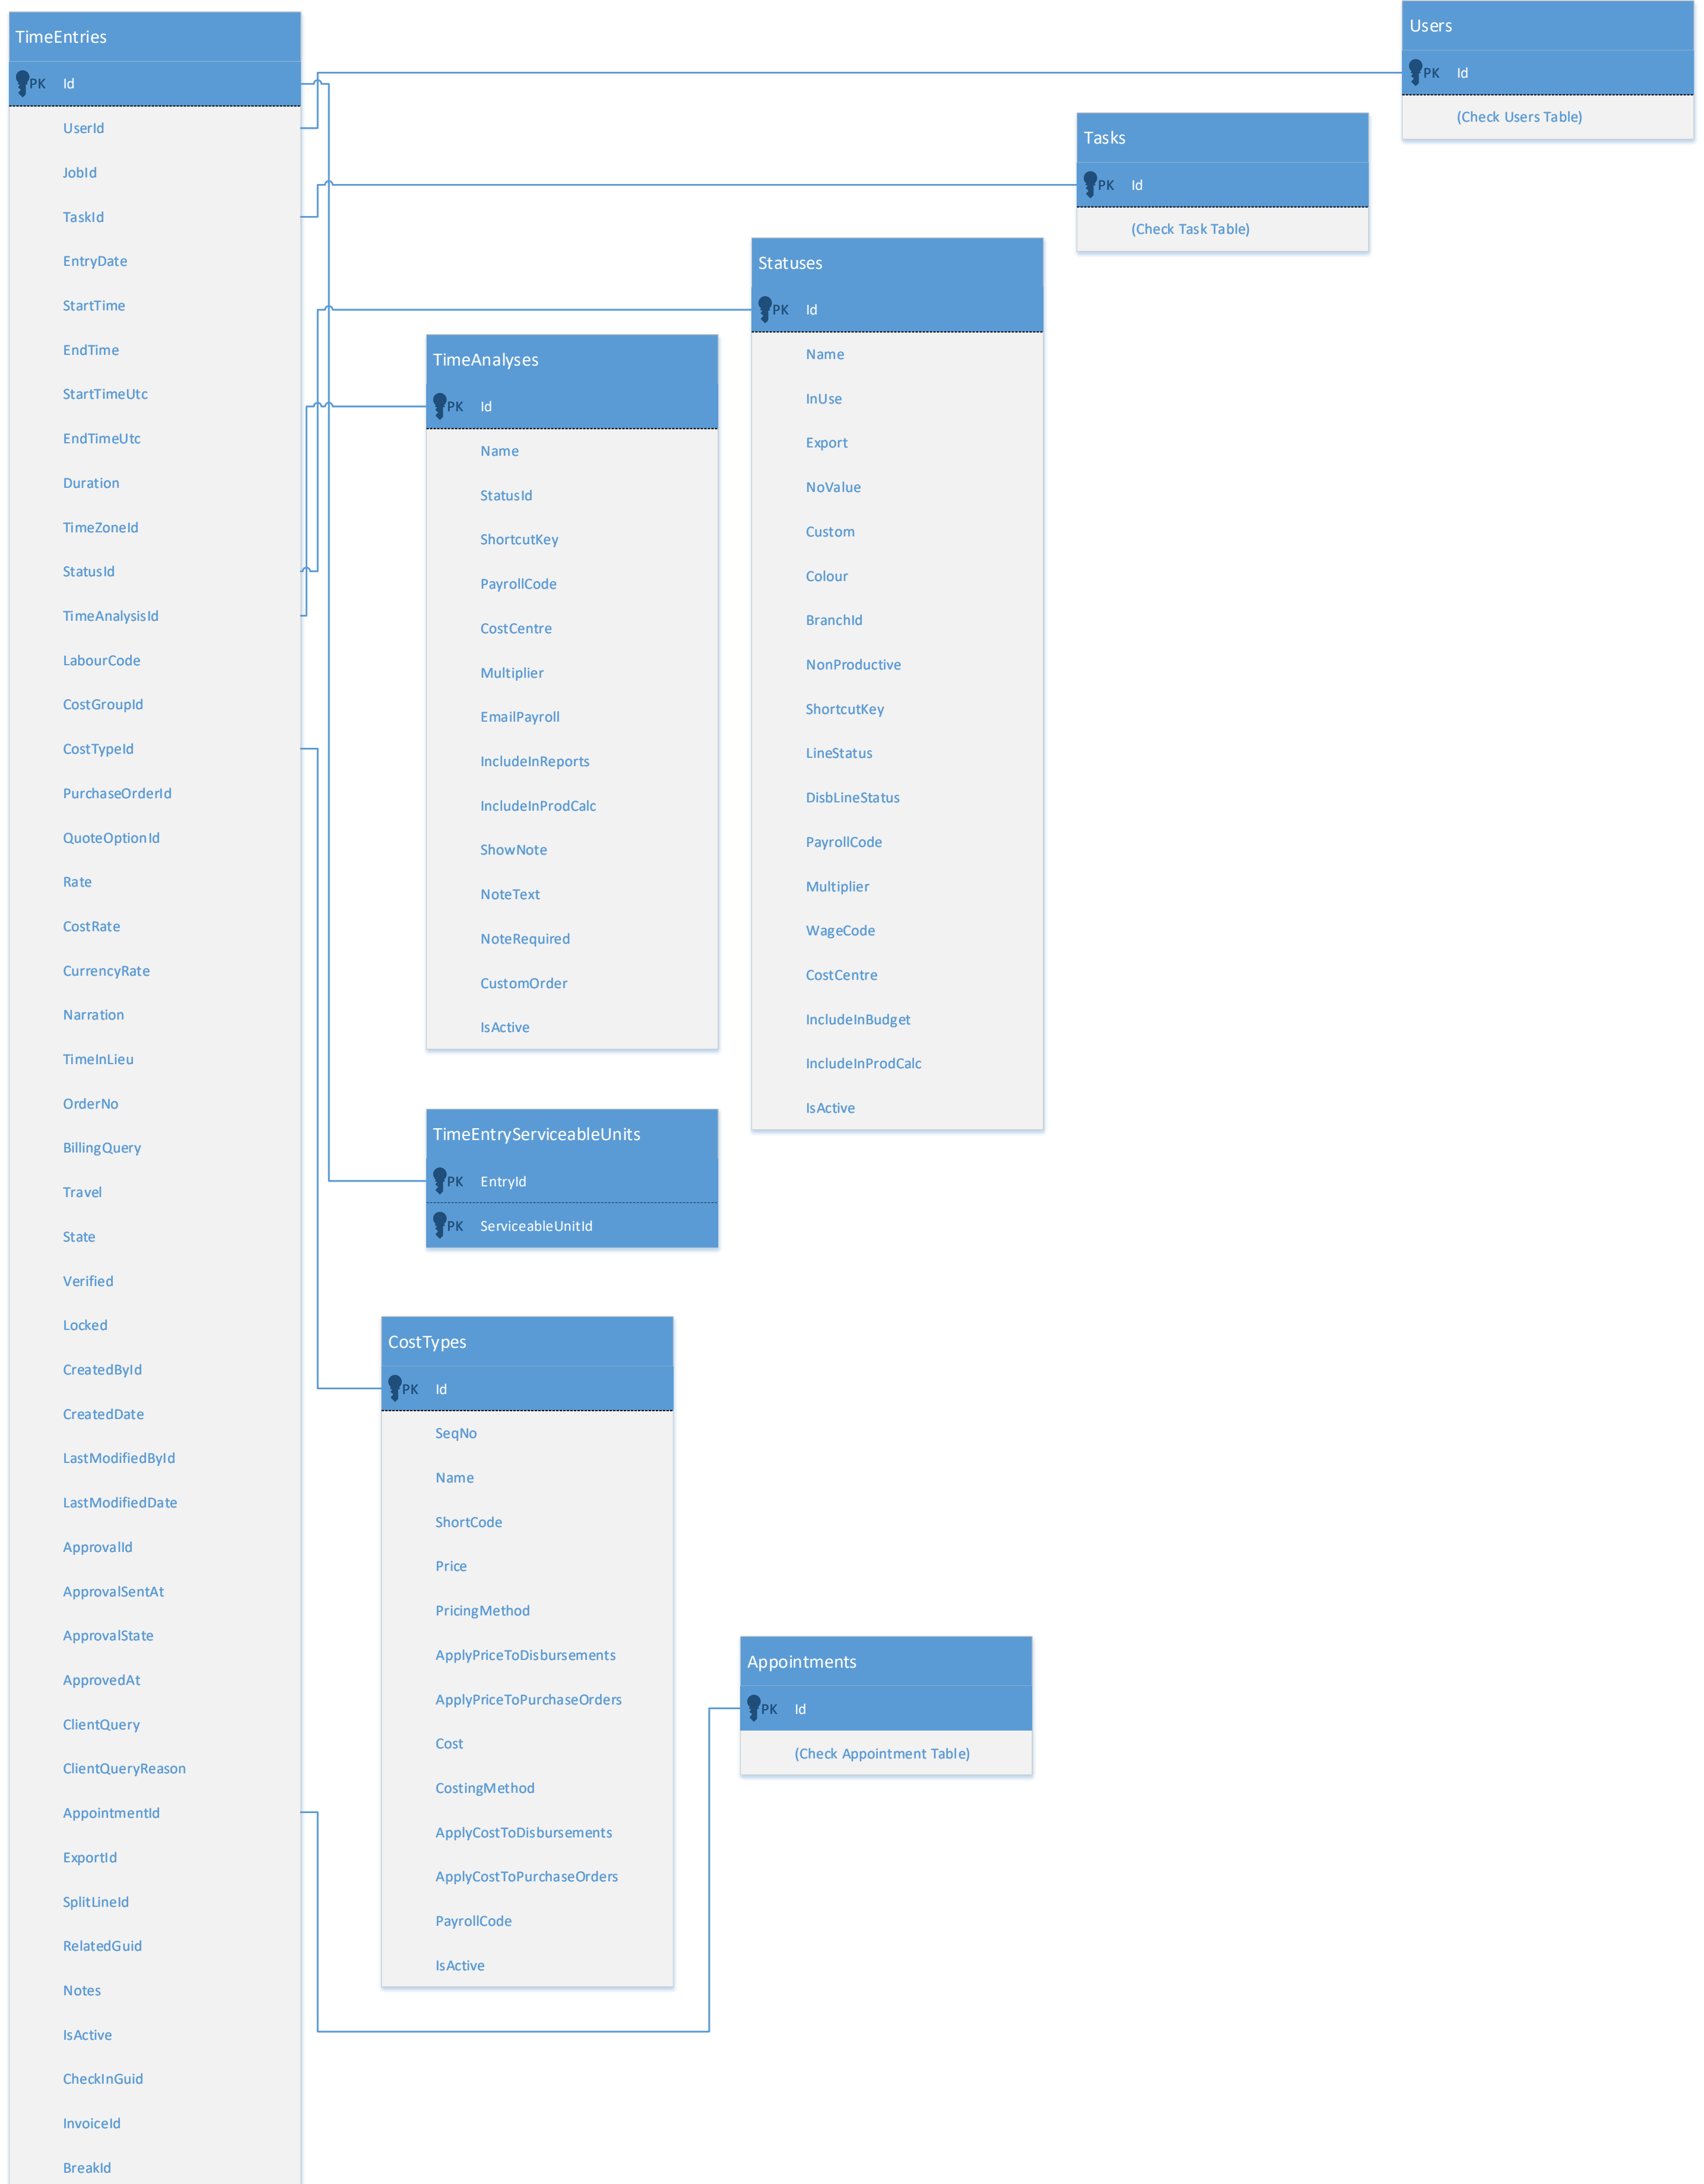 TimeEntries
PK Id
UserId
JobId
TaskId
EntryDate
StartTime
EndTime
StartTimeUtc
EndTimeUtc
Duration
TimeZoneId
StatusId
TimeAnalysisId
LabourCode
CostGroupId
CostTypeId
PurchaseOrderId
QuoteOptionId
Rate
CostRate
CurrencyRate
Narration
TimeInLieu
OrderNo
BillingQuery
Travel
State
Verified
Locked
CreatedById
CreatedDate
LastModifiedById
LastModifiedDate
ApprovalId
ApprovalSentAt
ApprovalState
ApprovedAt
ClientQuery
ClientQueryReason
AppointmentId
ExportId
SplitLineId
RelatedGuid
Notes
IsActive
CheckInGuid
InvoiceId
BreakId
TimeAnalyses
PK Id
Name
StatusId
ShortcutKey
PayrollCode
CostCentre
Multiplier
EmailPayroll
IncludeInReports
IncludeInProdCalc
ShowNote
NoteText
NoteRequired
CustomOrder
IsActive
TimeEntryServiceableUnits
PK EntryId
PK ServiceableUnitId
CostTypes
PK Id
SeqNo
Name
ShortCode
Price
PricingMethod
ApplyPriceToDisbursements
ApplyPriceToPurchaseOrders
Cost
CostingMethod
ApplyCostToDisbursements
ApplyCostToPurchaseOrders
PayrollCode
IsActive
Statuses
PK Id
Name
InUse
Export
NoValue
Custom
Colour
BranchId
NonProductive
ShortcutKey
LineStatus
DisbLineStatus
PayrollCode
Multiplier
WageCode
CostCentre
IncludeInBudget
IncludeInProdCalc
IsActive
Appointments
PK Id
(Check Appointment Table)
Tasks
PK Id
(Check Task Table)
Users
PK Id
(Check Users Table)